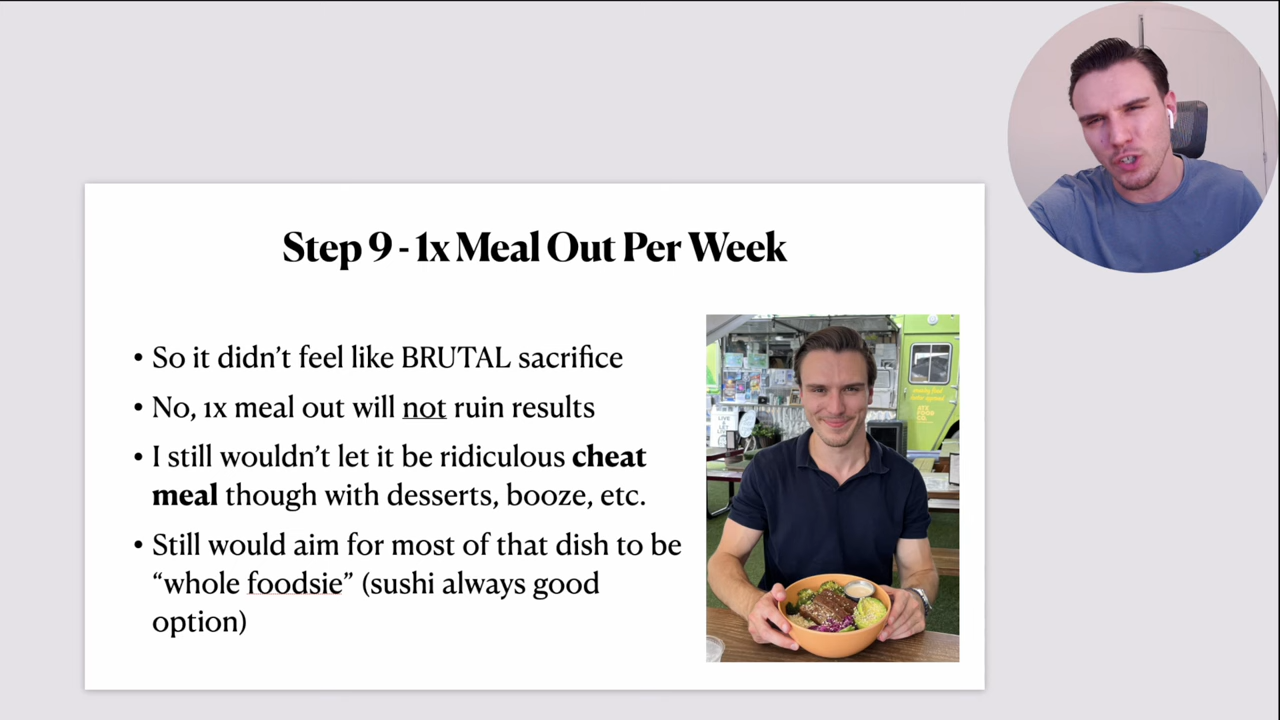 Step 9 - 1x Meal Out Per Week
• So it didn’t feel like BRUTAL sacrifice
• No, 1x meal out will not ruin results
• I still wouldn’t let it be ridiculous cheat
meal though with desserts, booze, etc.
• Still would aim for most of that dish to be
“whole foodsie” (sushi always good
option)